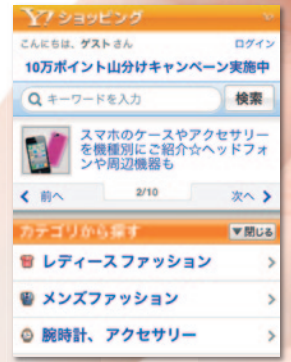 Y! ショッピング
こんにちは、ゲストさん
ログイン
10万ポイント山分けキャンペーン実施中
キーワードを入力
検索
スマホのケースやアクセサリー
を機種別にご紹介☆ヘッドフォ
ンや周辺機器も
前へ
2/10
次へ
カテゴリから探す
▼閉じる
レディースファッション
メンズファッション
腕時計、アクセサリー